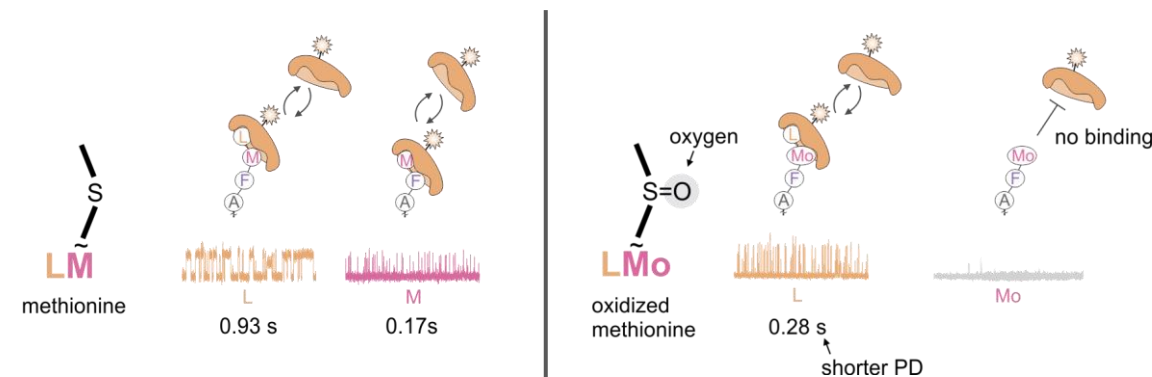 S
LM
methionine
L
M
F
A
L
0.93 s
M
F
A
M
0.17s
oxygen
S=O
LMo
oxidized
methionine
L
Mo
F
A
L
0.28 s
shorter PD
no binding
Mo
F
A
Mo